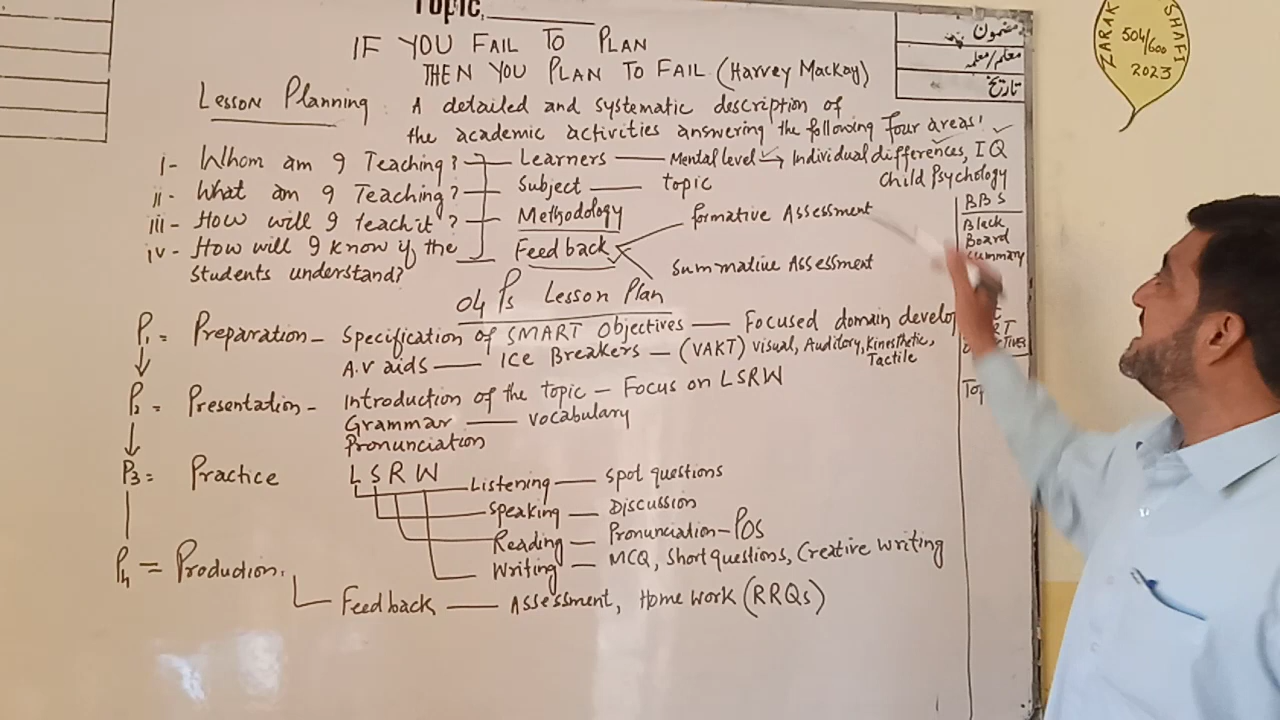 Topic,
IF YOU FAIL TO PLAN
THEN YOU PLAN TO FAIL (Harvey Mackay)
مضمون
معلم/معلمہ
تاریخ
ZARAK SHAFI
504/600
2023
Lesson Planning: A detailed and systematic description of
the academic activities answering the following four areas:
i- Whom am I Teaching? Learners — Mental level → Individual differences, IQ
Child Psychology
ii- What am I Teaching? Subject — topic
iii- How will I teach it? Methodology
iv- How will I know if the
students understand?
Feedback
formative Assessment
summative Assessment
BBS
Black
Board
summary
04 Ps Lesson Plan
P1= Preparation- Specification of SMART Objectives — Focused domain develop
A.V aids — Ice Breakers — (VAKT) Visual, Auditory, Kinesthetic,
Tactile
Top
P2= Presentation- Introduction of the topic - Focus on LSRW
Grammar — Vocabulary
Pronunciation
P3= Practice L S R W
Listening — spot questions
speaking — Discussion
Reading — Pronunciation-POS
Writing — MCQ, Short questions, Creative writing
P4= Production.
Feedback — Assessment, Home work (RRQs)